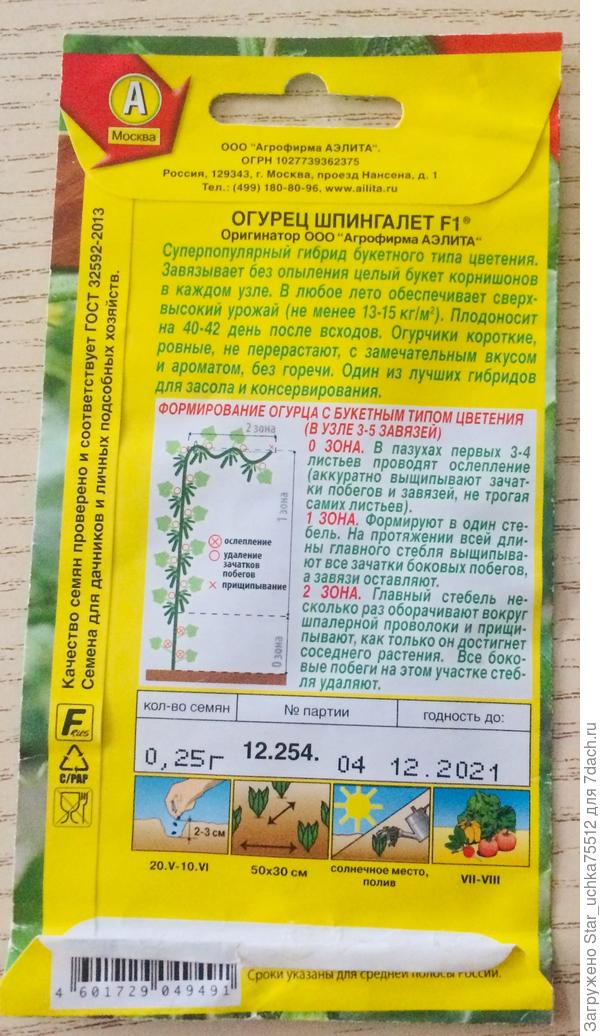 А
Москва
ООО "Агрофирма АЭЛИТА".
ОГРН 1027739362375
Россия, 129343, г. Москва, проезд Нансена, д. 1
Тел.: (499) 180-80-96, www.ailita.ru
ОГУРЕЦ ШПИНГАЛЕТ F1®
Оригинатор ООО "Агрофирма АЭЛИТА"
Суперпопулярный гибрид букетного типа цветения.
Завязывает без опыления целый букет корнишонов
в каждом узле. В любое лето обеспечивает сверх-
высокий урожай (не менее 13-15 кг/м²). Плодоносит
на 40-42 день после всходов. Огурчики короткие,
ровные, не перерастают, с замечательным вкусом
и ароматом, без горечи. Один из лучших гибридов
для засола и консервирования.
ФОРМИРОВАНИЕ ОГУРЦА С БУКЕТНЫМ ТИПОМ ЦВЕТЕНИЯ
(В УЗЛЕ 3-5 ЗАВЯЗЕЙ)
0 ЗОНА. В пазухах первых 3-4
листьев проводят ослепление
(аккуратно выщипывают зачат-
ки побегов и завязей, не трогая
самих листьев).
1 ЗОНА. Формируют в один сте-
бель. На протяжении всей дли-
ны главного стебля выщипыва-
ют все зачатки боковых побегов,
а завязи оставляют.
2 ЗОНА. Главный стебель не-
сколько раз оборачивают вокруг
шпалерной проволоки и прищи-
пывают, как только он достигнет
соседнего растения. Все боко-
вые побеги на этом участке стеб-
ля удаляют.
2 зона
1 зона
0 зона
ослепление
удаление
зачатков
побегов
прищипывание
Качество семян проверено и соответствует ГОСТ 32592-2013
Семена для дачников и личных подсобных хозяйств.
F RUS
C/PAP
кол-во семян
№ партии
годность до:
0,25г
12.254.
04
12.2021
2-3 см
20.V-10.VI
50х30 см
солнечное место,
полив
VII-VIII
Сроки указаны для средней полосы России.
4 601729 049491
Загружено Star_uchka75512 для 7dach.ru